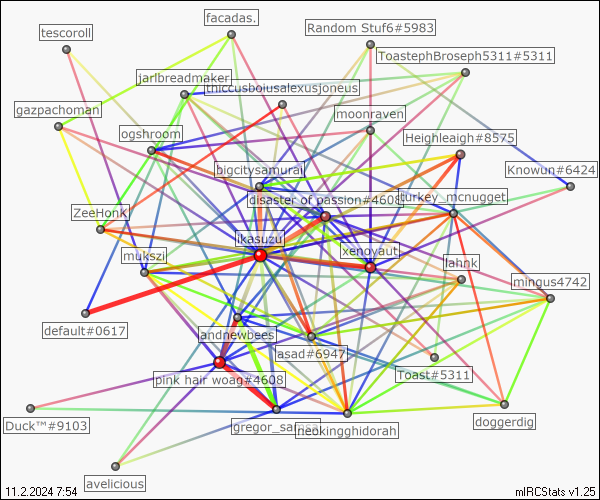 facadas.
tescoroll
Random Stuf6#5983
ToastephBroseph5311#5311
jarlbreadmaker
thiccusboiusalexusjoneus
gazpachoman
moonraven
ogshroom
Heighleaigh#8575
bigcitysamurai
Knowun#6424
disaster of passion#4608
turkey_mcnugget
ZeeHonk
ikasuzu
xenoyaut
mukszi
lahnk
mingus4742
default#0617
andnewbees
asad#6947
Toast#5311
pink hair woag#4608
doggerdig
Duck™#9103
neokingghidorah
avelicious
11.2.2024 7:54
mIRCStats v1.25